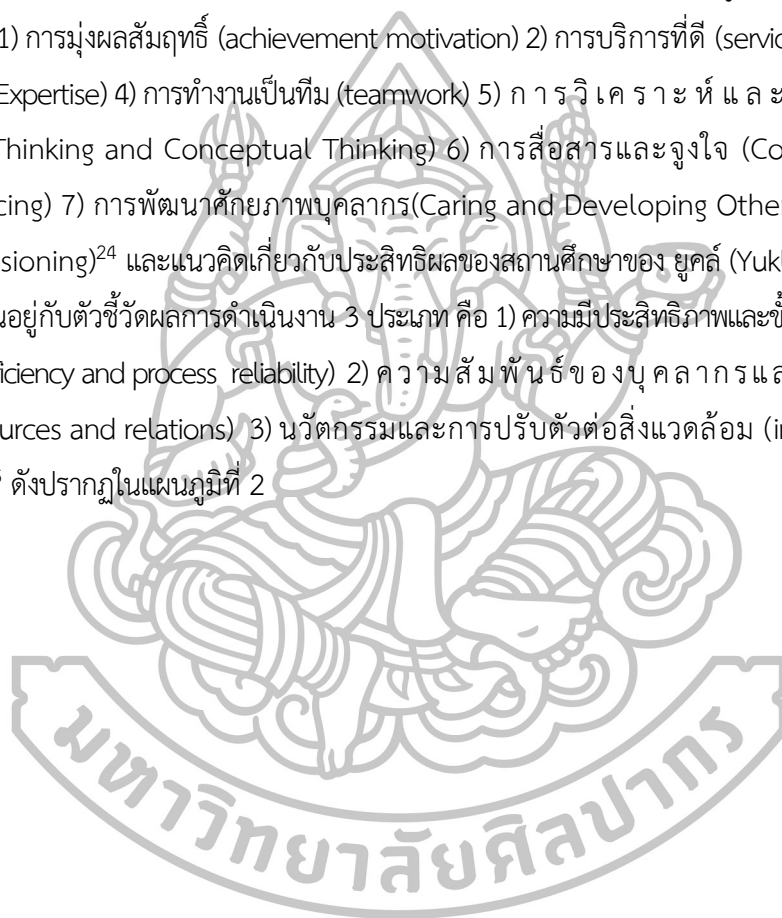 1) การมุ่งผลสัมฤทธิ์ (achievement motivation) 2) การบริการที่ดี (servic
Expertise) 4) การทำงานเป็นทีม (teamwork) 5) ก า ร วิ เ ค ร า ะ ห์ แ ล ะ
Thinking and Conceptual Thinking) 6) การสื่อสารและจูงใจ (Co
cing) 7) การพัฒนาศักยภาพบุคลากร(Caring and Developing Othe
sioning)24 และแนวคิดเกี่ยวกับประสิทธิผลของสถานศึกษาของ ยูคล์ (Yuk
นอยู่กับตัวชี้วัดผลการดำเนินงาน 3 ประเภท คือ 1) ความมีประสิทธิภาพและขั้
ficiency and process reliability) 2) ค ว า ม สั ม พั น ธ์ ข อ ง บุ ค ล า ก ร แ ล
urces and relations) 3) นวัตกรรมและการปรับตัวต่อสิ่งแวดล้อม (i
ดังปรากฏในแผนภูมิที่ 2
มหาวิทยาลัยศิลปากร